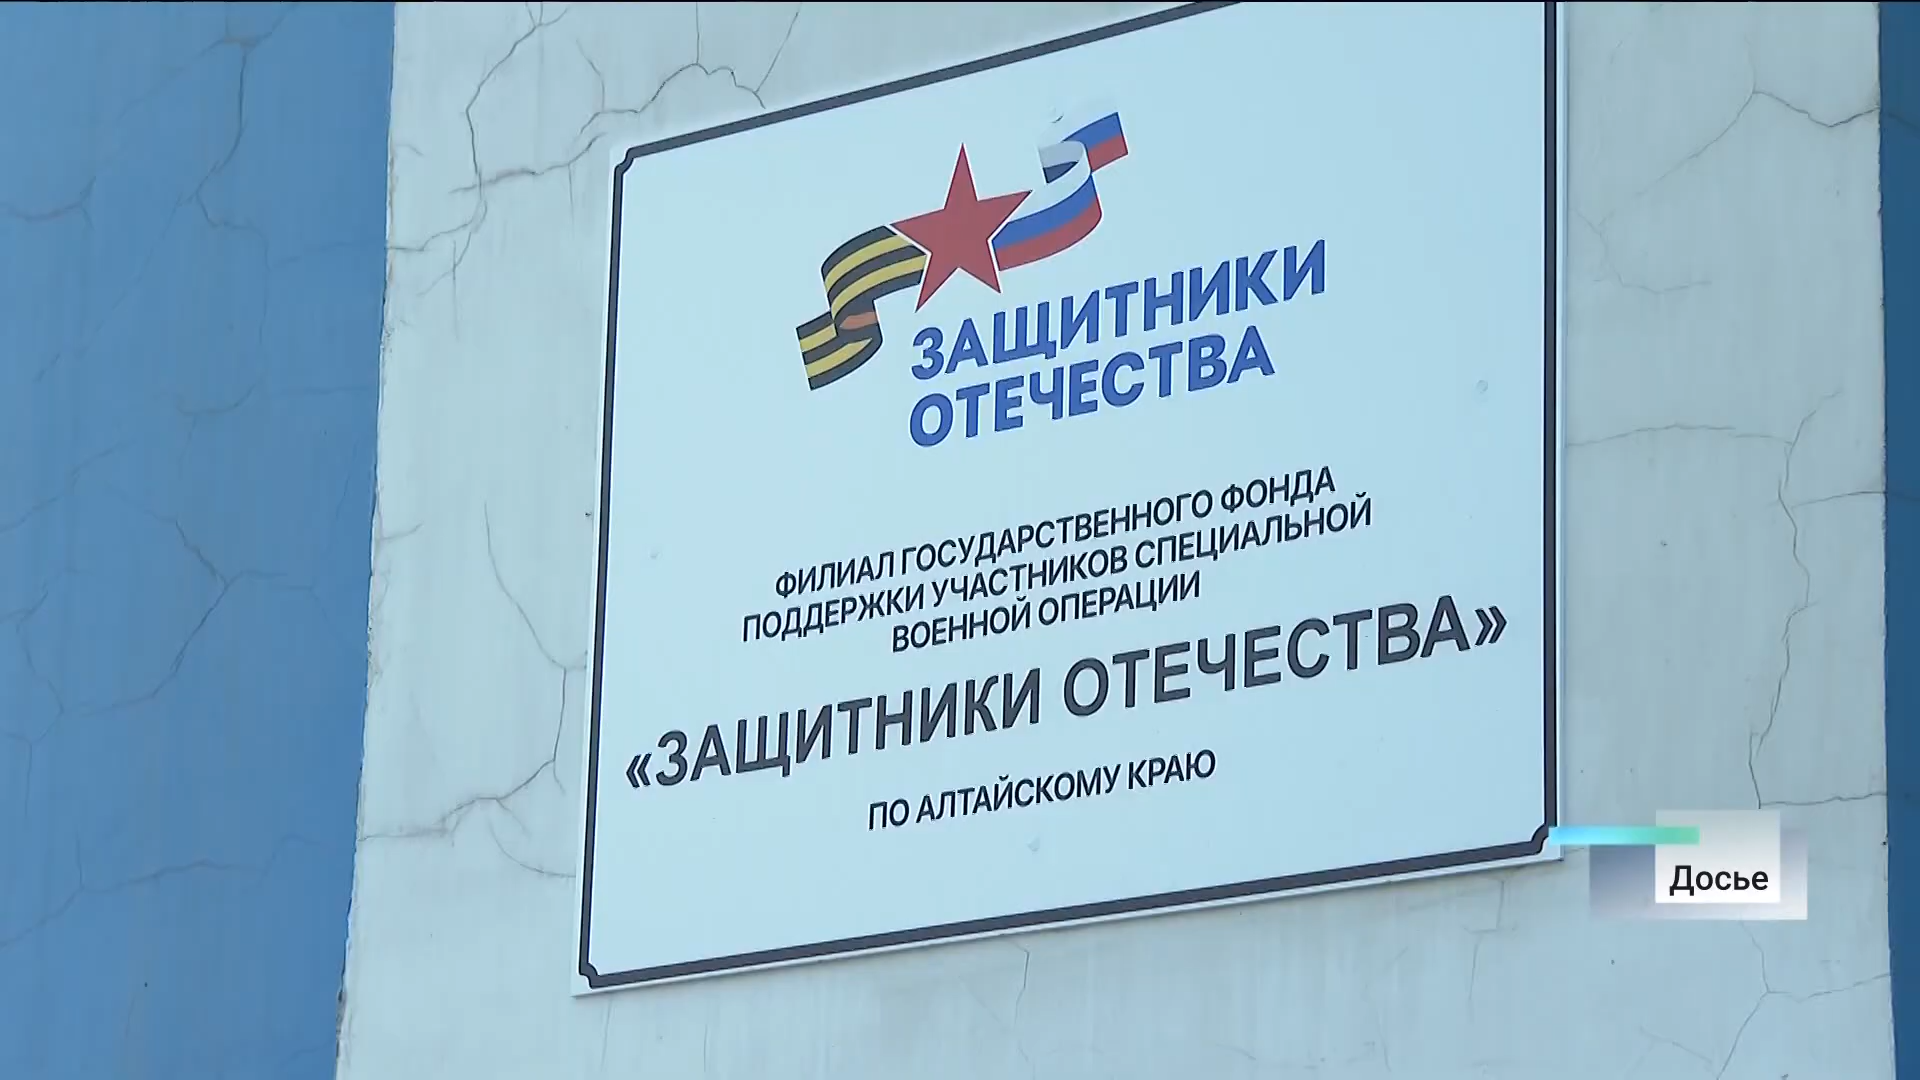 ЗАЩИТНИКИ
ОТЕЧЕСТВА
ФИЛИАЛ ГОСУДАРСТВЕННОГО ФОНДА
ПОДДЕРЖКИ УЧАСТНИКОВ СПЕЦИАЛЬНОЙ
ВОЕННОЙ ОПЕРАЦИИ
«ЗАЩИТНИКИ ОТЕЧЕСТВА»
ПО АЛТАЙСКОМУ КРАЮ
Досье